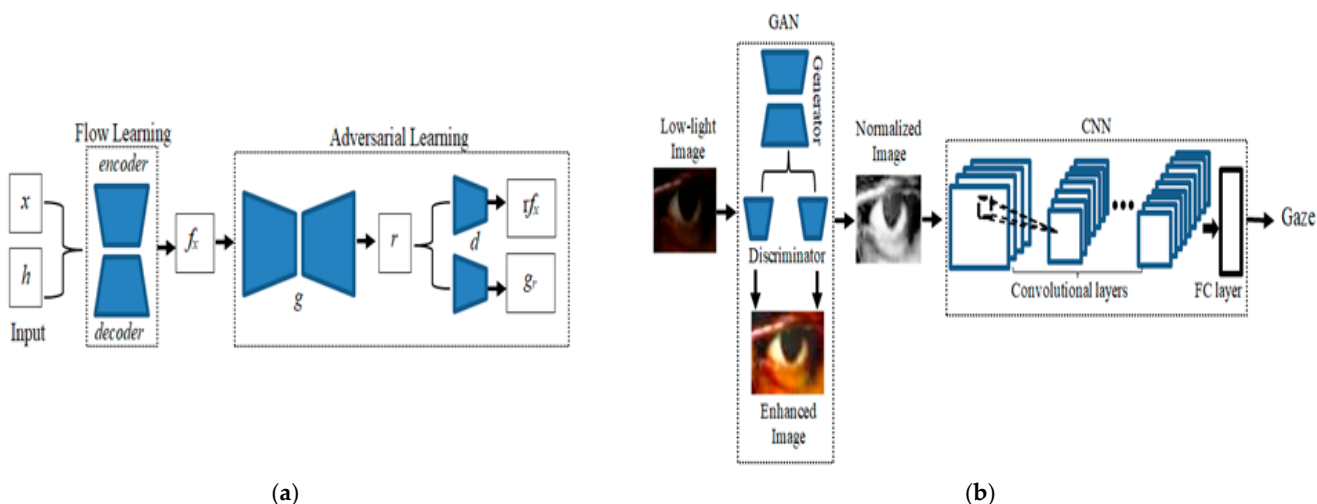 Flow Learning
encoder
x
h
Input
decoder
fx
Adversarial Learning
g
r
d
rfx
gr
(a)
GAN
Generator
Low-light
Image
Discriminator
Enhanced
Image
Normalized
Image
CNN
Convolutional layers
FC layer
Gaze
(b)